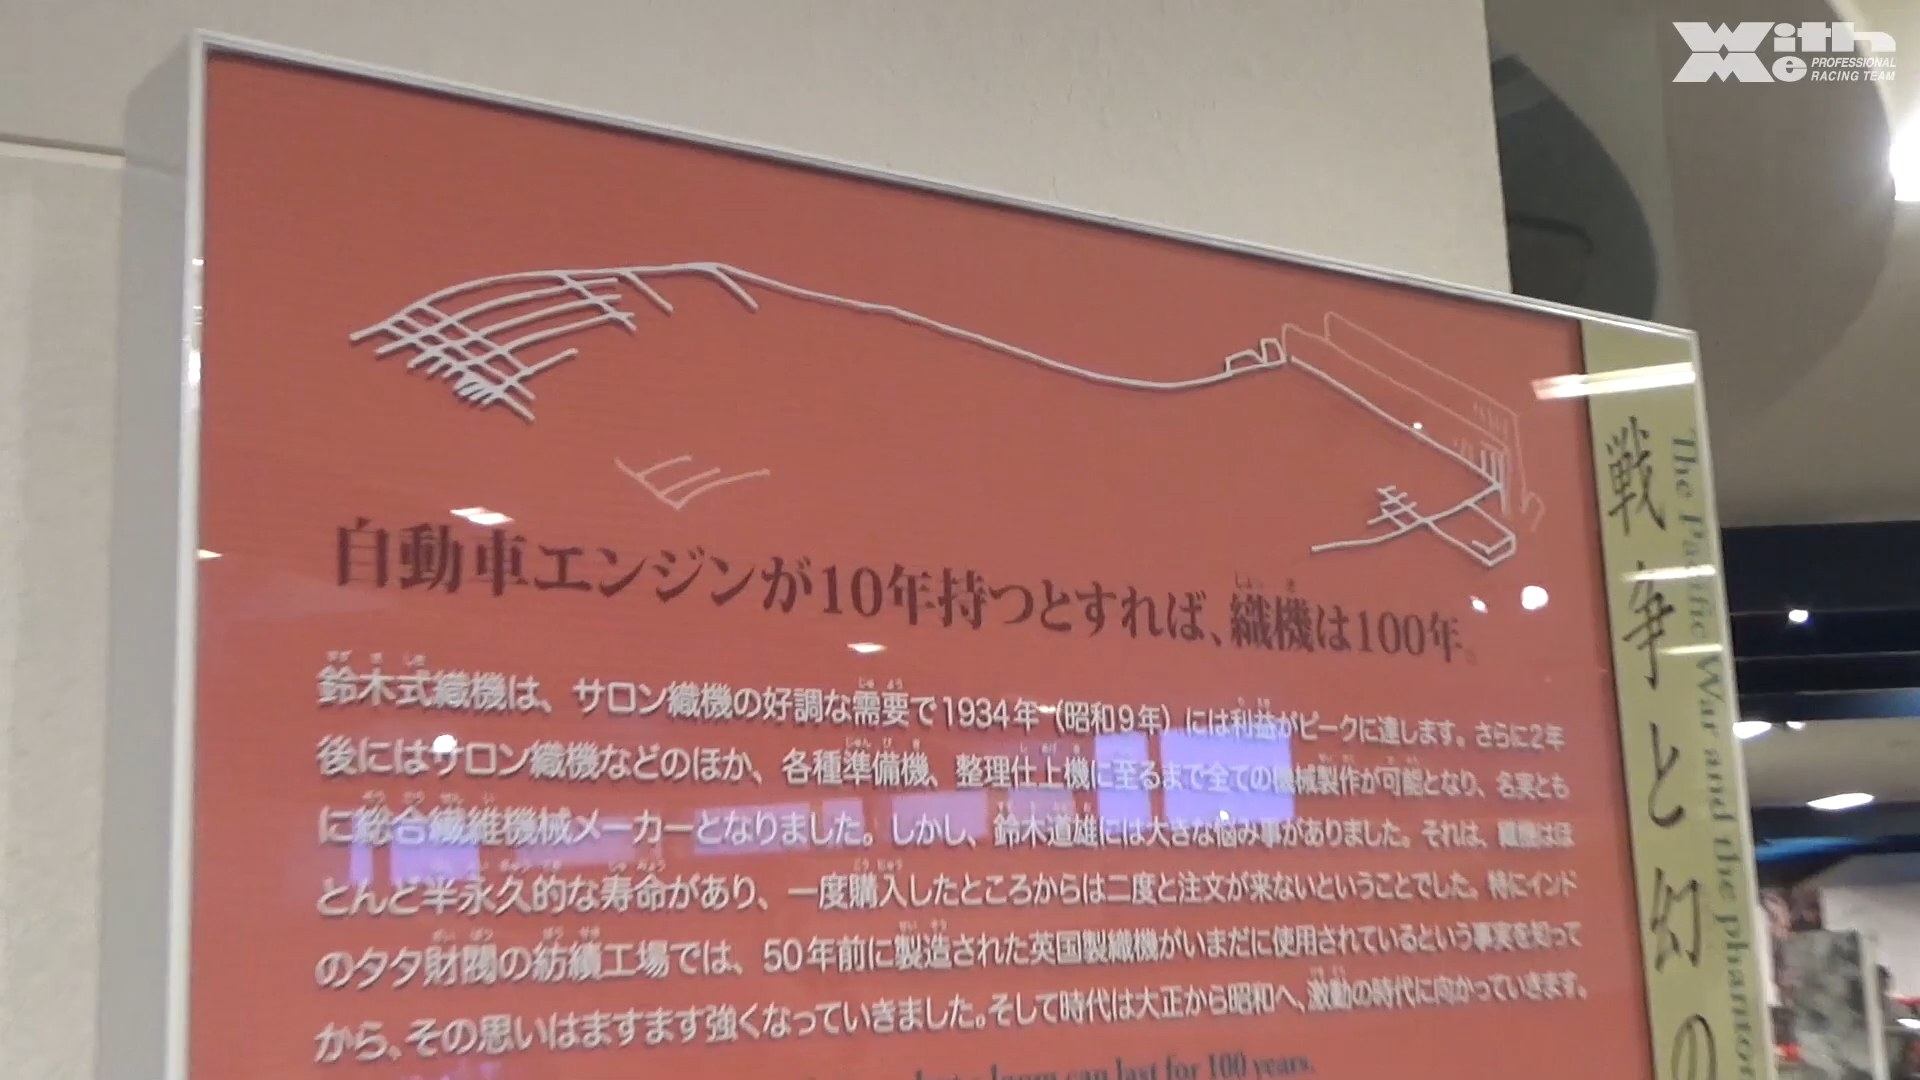 With Me PROFESSIONAL RACING TEAM
自動車エンジンが10年持つとすれば、織機は100年。
鈴木式織機は、サロン織機の好調な需要で1934年（昭和9年）には利益がピークに達します。さらに2年
後にはサロン織機などのほか、各種準備機、整理仕上機に至るまで全ての機械製作が可能となり、名実とも
に総合繊維機械メーカーとなりました。しかし、鈴木道雄には大きな悩み事がありました。それは、織機はほ
とんど半永久的な寿命があり、一度購入したところからは二度と注文が来ないということでした。特にインド
のタタ財閥の紡績工場では、50年前に製造された英国製織機がいまだに使用されているという事実を知って
から、その思いはますます強くなっていきました。そして時代は大正から昭和へ、激動の時代に向かっていきます。
loom can last for 100 years.
戦争と幻の
The Pacific War and the phantom